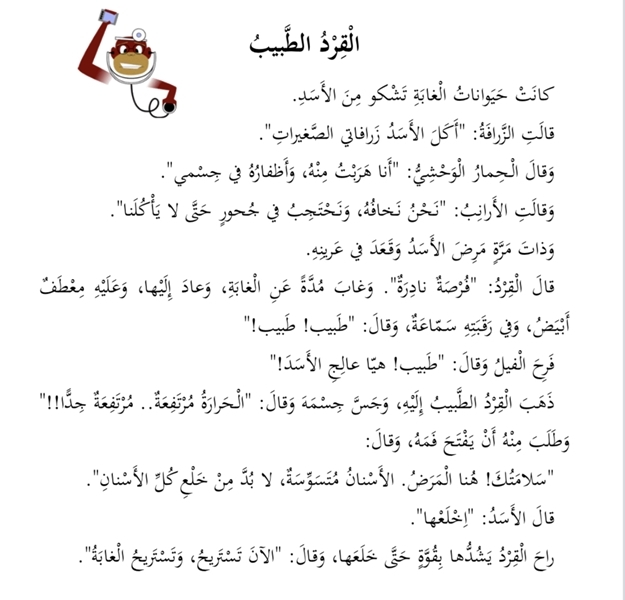 الْقِرْدُ الطَّبيبُ
كانَتْ حَيَواناتُ الْغابَةِ تَشْكو مِنَ الأَسَدِ.
قالَتِ الزَّرافَةُ: "أَكَلَ الأَسَدُ زَرافاتي الصَّغيراتِ".
وَقالَ الْحِمارُ الْوَحْشِيُّ: "أَنا هَرَبْتُ مِنْهُ، وَأَظْفارُهُ في جِسْمي".
وَقالَتِ الأَرانِبُ: "نَحْنُ نَخافُهُ، وَنَحْتَجِبُ في جُحورٍ حَتَّى لا يَأْكُلَنا".
وَذاتَ مَرَّةٍ مَرِضَ الأَسَدُ وَقَعَدَ في عَرينِهِ.
قالَ الْقِرْدُ: "فُرْصَةٌ نادِرَةٌ". وَغابَ مُدَّةً عَنِ الْغابَةِ، وَعادَ إِلَيْها، وَعَلَيْهِ مِعْطَفٌ
أَبْيَضُ، وَفي رَقَبَتِهِ سَمّاعَةٌ، وَقالَ: "طَبيب! طَبيب!"
فَرِحَ الْفيلُ وَقالَ: "طَبيب! هيّا عالِجِ الأَسَدَ!"
ذَهَبَ الْقِرْدُ الطَّبيبُ إِلَيْهِ، وَجَسَّ جِسْمَهُ وَقالَ: "الْحَرارَةُ مُرْتَفِعَةٌ.. مُرْتَفِعَةٌ جِدًّا!!"
وَطَلَبَ مِنْهُ أَنْ يَفْتَحَ فَمَهُ، وَقالَ:
"سَلامَتُكَ! هُنا الْمَرَضُ. الأَسْنانُ مُتَسَوِّسَةٌ، لا بُدَّ مِنْ خَلْعِ كُلِّ الأَسْنانِ".
قالَ الأَسَدُ: "اِخْلَعْها".
راحَ الْقِرْدُ يَشُدُّها بِقُوَّةٍ حَتَّى خَلَعَها، وَقالَ: "الآنَ تَسْتَريحُ، وَتَسْتَريحُ الْغابَةُ".